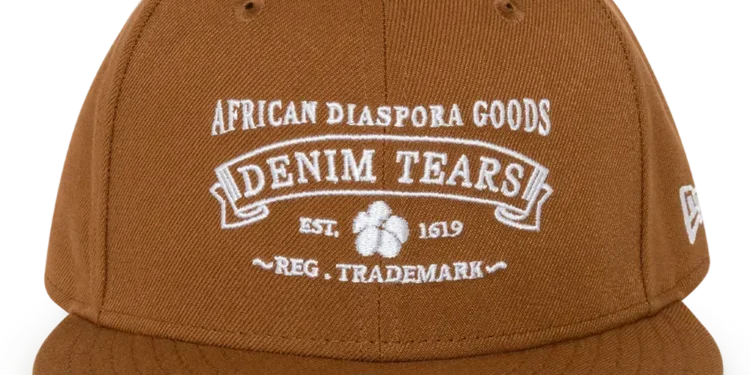 AFRICAN DIASPORA GOODS
DENIM TEARS
EST. 1619
~REG. TRADEMARK~